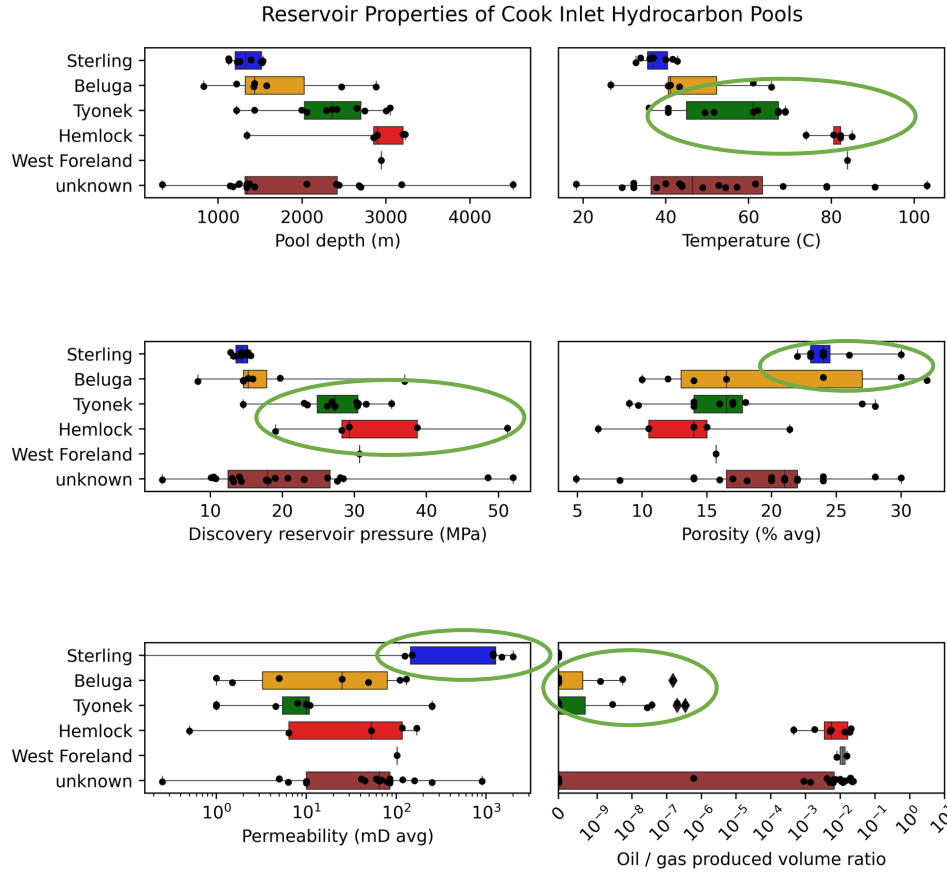 Reservoir Properties of Cook Inlet Hydrocarbon Pools
Sterling
Beluga
Tyonek
Hemlock
West Foreland
unknown
1000 2000 3000 4000
Pool depth (m)
20 40 60 80 100
Temperature (C)
Sterling
Beluga
Tyonek
Hemlock
West Foreland
unknown
10 20 30 40 50
Discovery reservoir pressure (MPa)
5 10 15 20 25 30
Porosity (% avg)
Sterling
Beluga
Tyonek
Hemlock
West Foreland
unknown
10⁰ 10¹ 10² 10³
Permeability (mD avg)
0 10⁻⁹ 10⁻⁸ 10⁻⁷ 10⁻⁶ 10⁻⁵ 10⁻⁴ 10⁻³ 10⁻² 10⁻¹ 10⁰
Oil / gas produced volume ratio